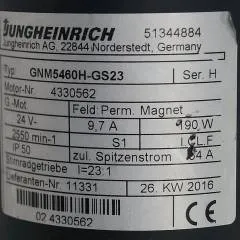 JUNGHEINRICH 51344884
Jungheinrich AG, 22844 Norderstedt, Germany
Typ GNM5460H-GS23 Ser. H
Motor-Nr. 4330562
G.-Mot Feld: Perm. Magnet
24 V- 9,7 A 190W
2550 min-1 S1 I.Cl.F
IP 50 zul. Spitzenstrom A
Stirnradgetriebe I=23:1
Lieferanten-Nr. 11331 26. KW 2016
02 4330562